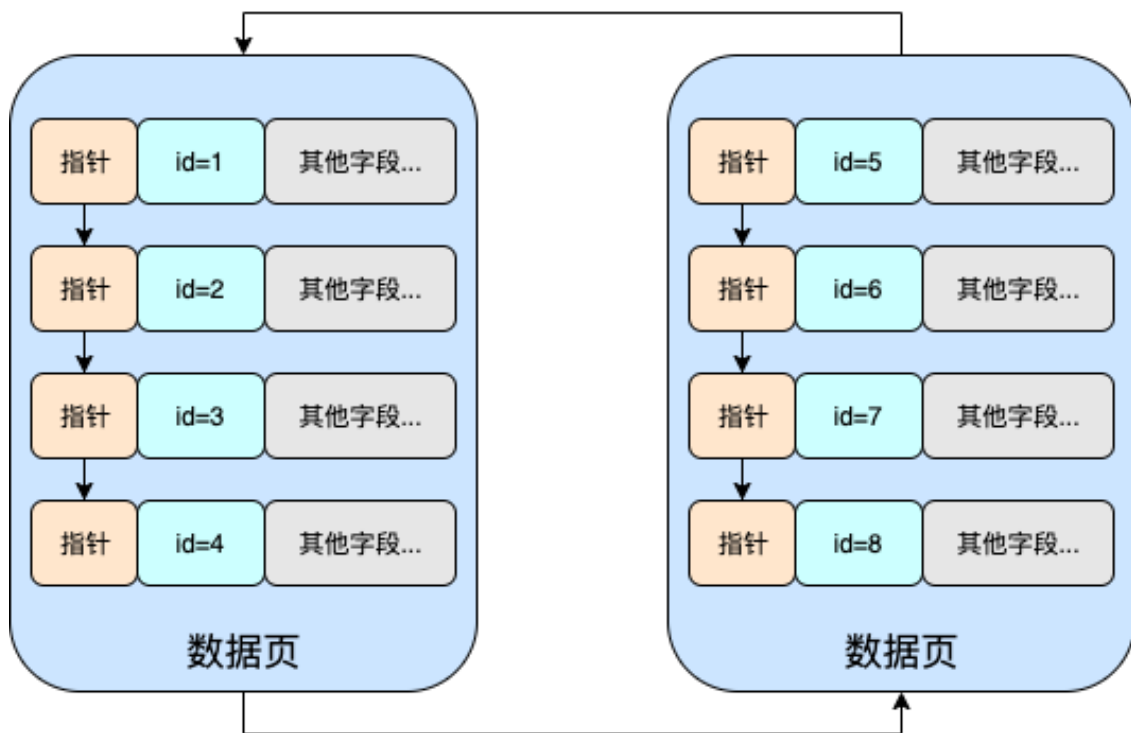 指针 id=1 其他字段...
指针 id=2 其他字段...
指针 id=3 其他字段...
指针 id=4 其他字段...
数据页
指针 id=5 其他字段...
指针 id=6 其他字段...
指针 id=7 其他字段...
指针 id=8 其他字段...
数据页